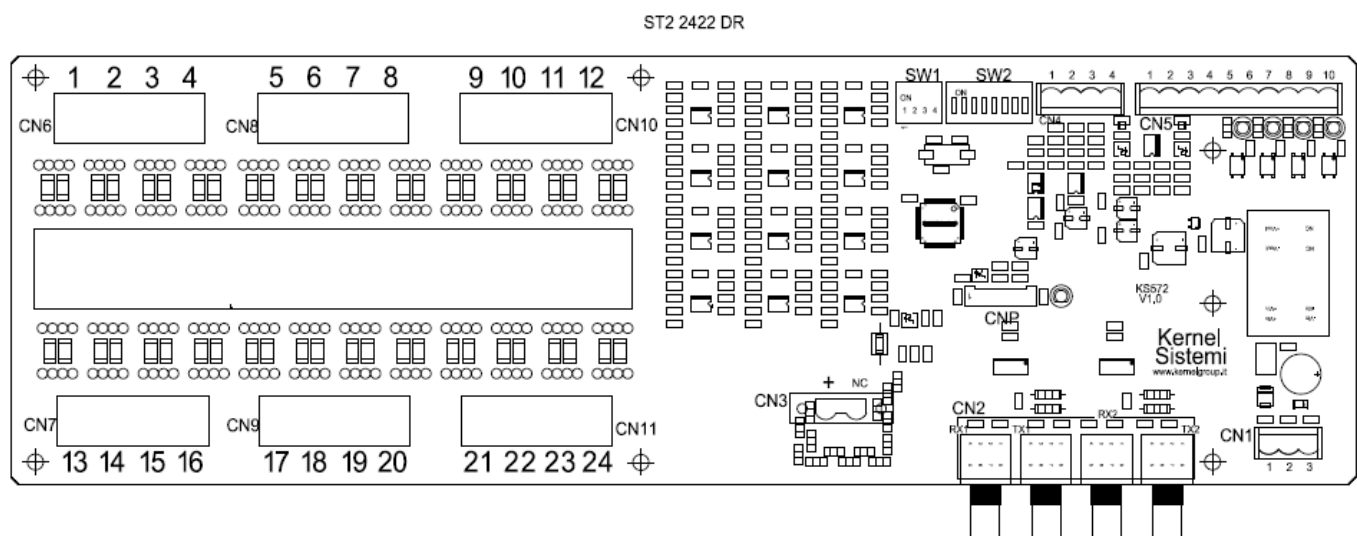 ST2 2422 DR
1 2 3 4 5 6 7 8 9 10 11 12
SW1 SW2
1 2 3 4
1 2 3 4 5 6 7 8 9 10
ON
ON
1 2 3 4
CN6 CN8 CN10
CN4
CN5
KS572
V1,0
CNP
Kernel
Sistemi
www.kernelgroup.it
+ NC
CN3
CN2
RX2
CN7 CN9 CN11
RX1 TX1 TX2
CN1
13 14 15 16 17 18 19 20 21 22 23 24
1 2 3